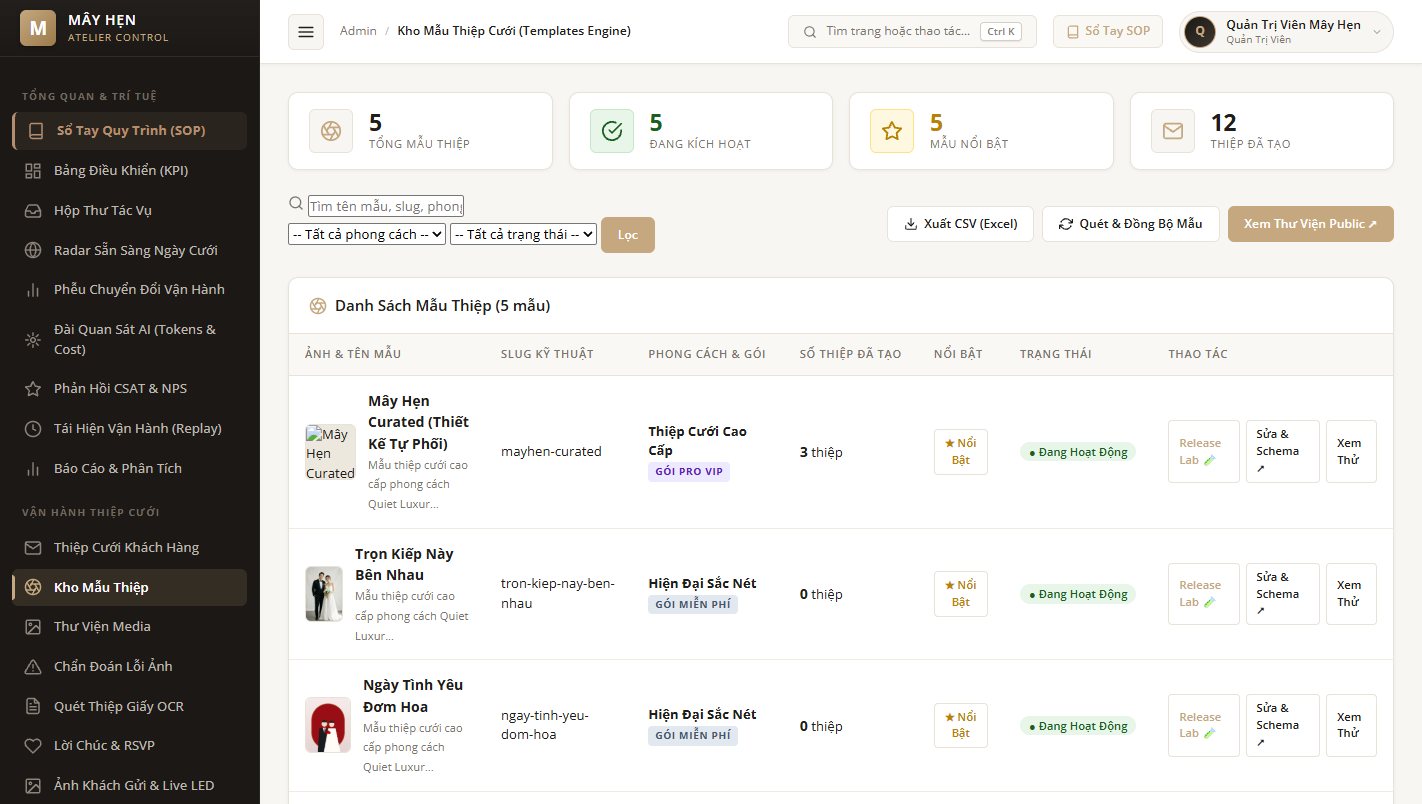 M
MÂY HẸN
ATELIER CONTROL
TỔNG QUAN & TRÍ TUỆ
Sổ Tay Quy Trình (SOP)
Bảng Điều Khiển (KPI)
Hộp Thư Tác Vụ
Radar Sẵn Sàng Ngày Cưới
Phễu Chuyển Đổi Vận Hành
Đài Quan Sát AI (Tokens &
Cost)
Phản Hồi CSAT & NPS
Tái Hiện Vận Hành (Replay)
Báo Cáo & Phân Tích
VẬN HÀNH THIỆP CƯỚI
Thiệp Cưới Khách Hàng
Kho Mẫu Thiệp
Thư Viện Media
Chẩn Đoán Lỗi Ảnh
Quét Thiệp Giấy OCR
Lời Chúc & RSVP
Ảnh Khách Gửi & Live LED
Admin / Kho Mẫu Thiệp Cưới (Templates Engine)
Tìm trang hoặc thao tác... Ctrl K
Sổ Tay SOP
Q
Quản Trị Viên Mây Hẹn
Quản Trị Viên
5
TỔNG MẪU THIỆP
5
ĐANG KÍCH HOẠT
5
MẪU NỔI BẬT
12
THIỆP ĐÃ TẠO
Tìm tên mẫu, slug, phong
-- Tất cả phong cách -- -- Tất cả trạng thái -- Lọc
Xuất CSV (Excel) Quét & Đồng Bộ Mẫu Xem Thư Viện Public ↗
Danh Sách Mẫu Thiệp (5 mẫu)
ẢNH & TÊN MẪU SLUG KỸ THUẬT PHONG CÁCH & GÓI SỐ THIỆP ĐÃ TẠO NỔI BẬT TRẠNG THÁI THAO TÁC
Mây
Hẹn
Curated
Mây Hẹn
Curated (Thiết
Kế Tự Phối)
Mẫu thiệp cưới cao
cấp phong cách
Quiet Luxur...
mayhen-curated
Thiệp Cưới Cao
Cấp
GÓI PRO VIP
3 thiệp
★ Nổi
Bật
● Đang Hoạt Động
Release
Lab 🧪
Sửa &
Schema
↗
Xem
Thử
Trọn Kiếp Này
Bên Nhau
Mẫu thiệp cưới cao
cấp phong cách Quiet
Luxur...
tron-kiep-nay-ben-
nhau
Hiện Đại Sắc Nét
GÓI MIỄN PHÍ
0 thiệp
★ Nổi
Bật
● Đang Hoạt Động
Release
Lab 🧪
Sửa &
Schema
↗
Xem
Thử
Ngày Tình Yêu
Đơm Hoa
Mẫu thiệp cưới cao
cấp phong cách
Quiet Luxur...
ngay-tinh-yeu-
dom-hoa
Hiện Đại Sắc Nét
GÓI MIỄN PHÍ
0 thiệp
★ Nổi
Bật
● Đang Hoạt Động
Release
Lab 🧪
Sửa &
Schema
↗
Xem
Thử